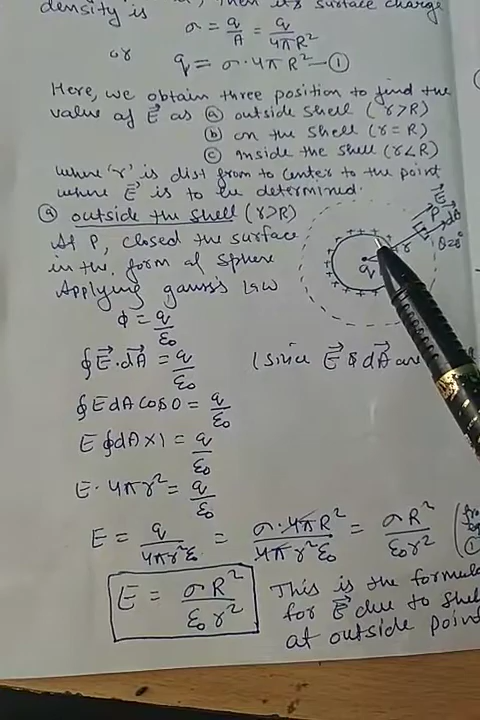 density is then its surface charge
σ = q/A = q/4πR²
or
q = σ·4πR² —①
Here, we obtain three position to find the
value of E⃗ as ⓐ outside shell (r>R)
ⓑ on the shell (r=R)
ⓒ inside the shell (r<R)
where 'r' is dist from to center to the point
where E⃗ is to be determined.
ⓐ outside the shell (r>R)
At P, closed the surface
in the form of sphere
Applying gauss's law
E⃗
P
dA⃗
θ=0°
r
q
+ + +
ϕ = q/ε₀
∮E⃗·dA⃗ = q/ε₀ (since E⃗ & dA⃗ are
∮EdA cos0 = q/ε₀
E∮dA×1 = q/ε₀
E·4πr² = q/ε₀
E = q/4πr²ε₀ = σ·4πR²/4πr²ε₀ = σR²/ε₀r² (from
①
E = σR²/ε₀r²
This is the formula
for E⃗ due to shell
at outside point